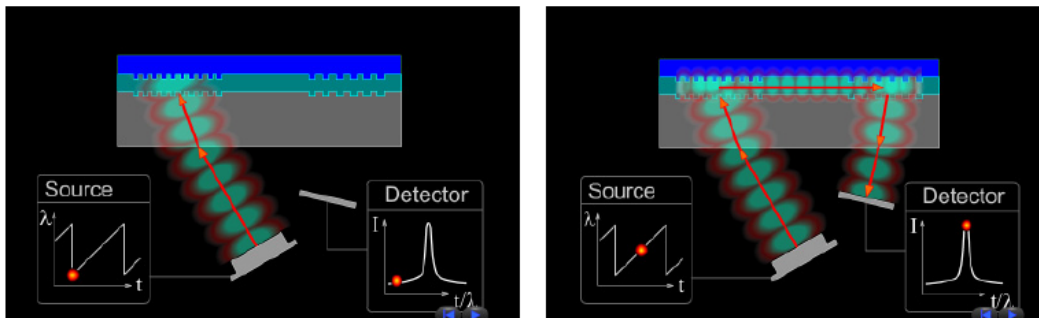 Source
λ
t
Detector
I
t/λ
Source
λ
t
Detector
I
t/λ